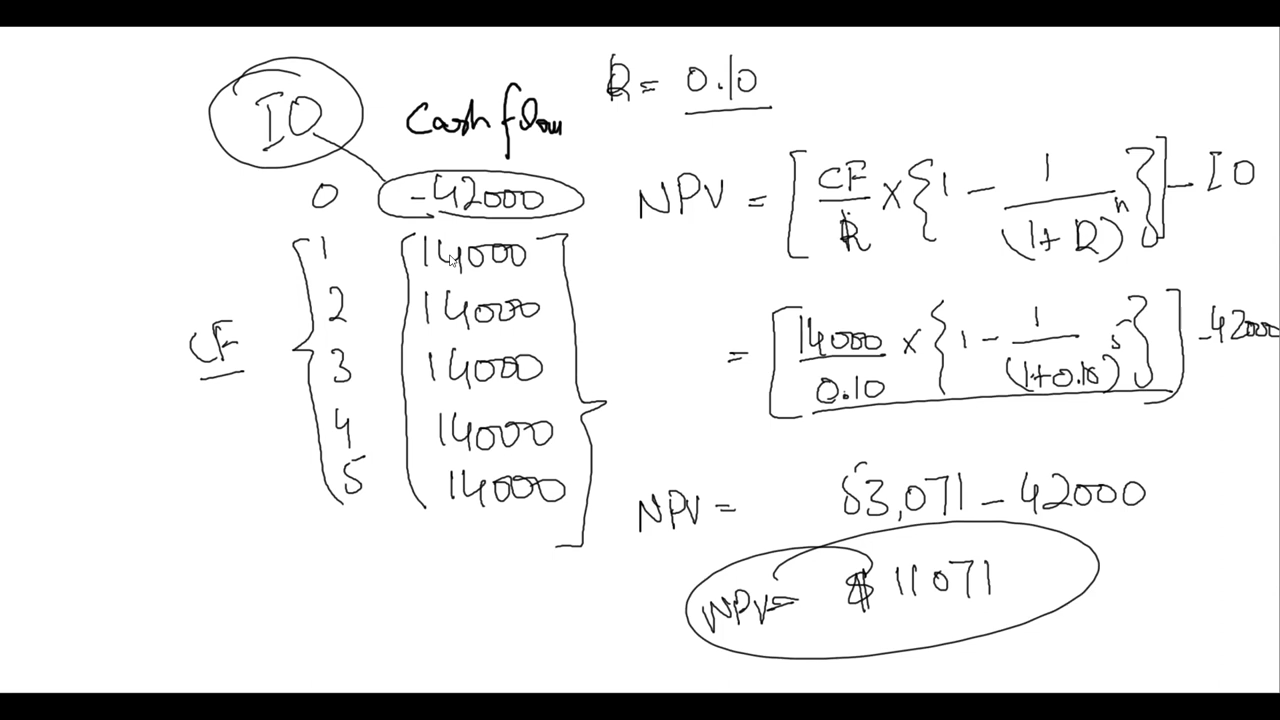 IO Cash flow R = 0.10
0 -42000 NPV = [CF/R × {1 - 1/(1+R)^n}] - IO
CF
1 14000
2 14000
3 14000 = [14000/0.10 × {1 - 1/(1+0.10)^5}] - 42000
4 14000
5 14000
NPV = 53,071 - 42000
NPV = $ 11071